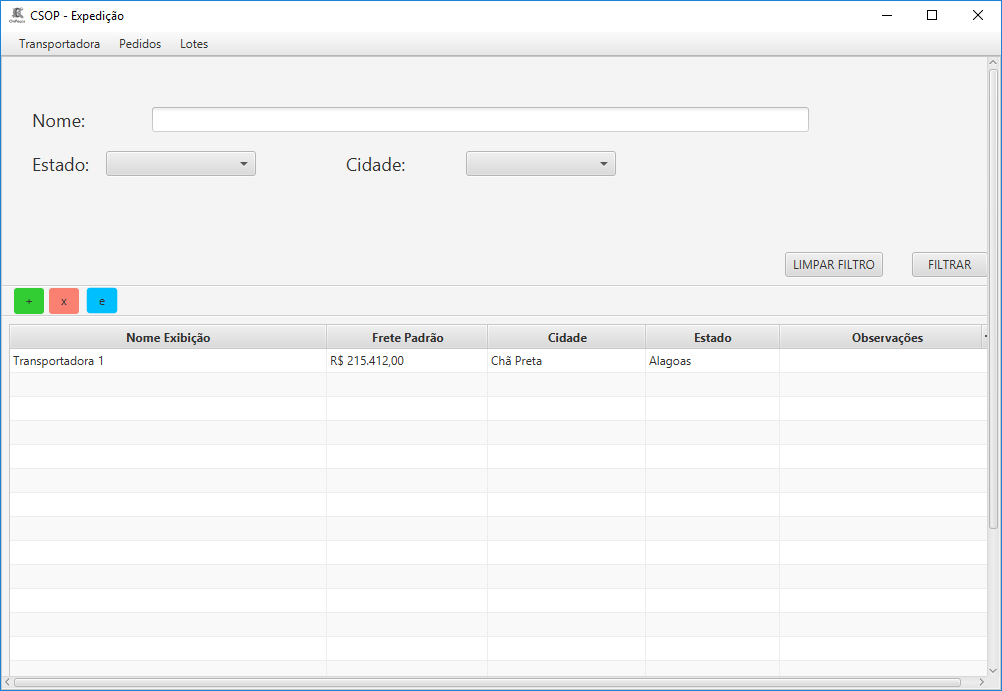 CSOP - Expedição
Transportadora Pedidos Lotes
Nome:
Estado: Cidade:
LIMPAR FILTRO FILTRAR
+ x e
Nome Exibição Frete Padrão Cidade Estado Observações
Transportadora 1 R$ 215.412,00 Chã Preta Alagoas